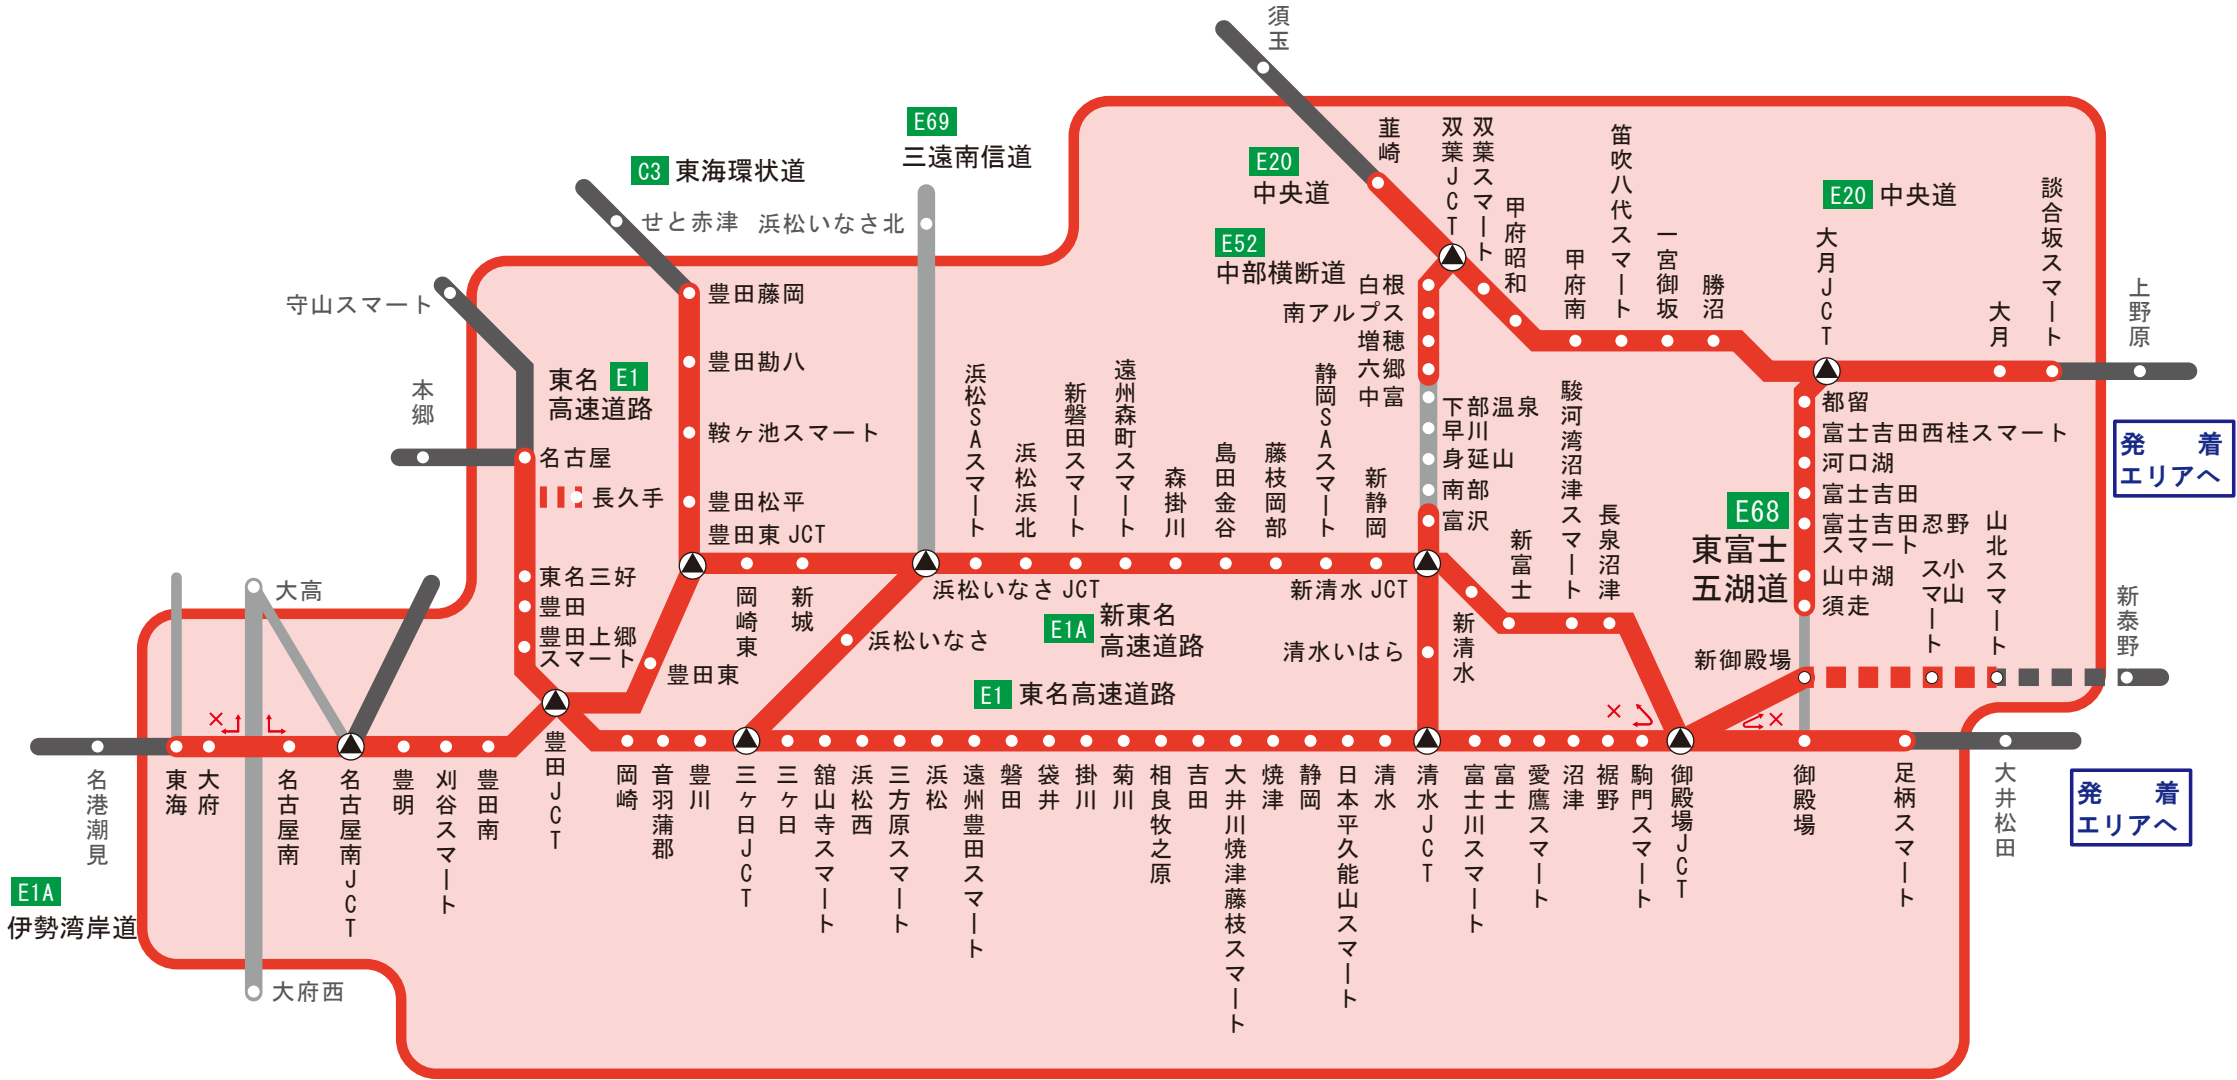 須玉
E69
三遠南信道
C3 東海環状道
せと赤津
浜松いなさ北
E20
中央道
E52
中部横断道
韮崎
双葉JCT
双葉スマート
甲府昭和
甲府南
笛吹八代スマート
一宮御坂
勝沼
E20 中央道
大月JCT
大月
談合坂スマート
上野原
守山スマート
本郷
東名 E1
高速道路
名古屋
長久手
東名三好
豊田
豊田上郷
スマート
豊田藤岡
豊田勘八
鞍ヶ池スマート
豊田松平
豊田東 JCT
豊田東
岡崎東
新城
浜松いなさ JCT
浜松いなさ
浜松SAスマート
浜松浜北
新磐田スマート
遠州森町スマート
森掛川
島田金谷
藤枝岡部
静岡SAスマート
新静岡
新清水 JCT
清水いはら
E1A 新東名
高速道路
E1 東名高速道路
白根
南アルプス
増穂
六郷
中富
下部温泉
早川
身延山
南部
富沢
新清水
新富士
駿河湾沼津スマート
長泉沼津
都留
富士吉田西桂スマート
河口湖
富士吉田
富士吉田忍野
スマート
山中湖
須走
E68
東富士
五湖道
新御殿場
小山
スマート
山北スマート
新秦野
発着
エリアへ
発着
エリアへ
大高
大府西
名港潮見
E1A
伊勢湾岸道
東海
大府
名古屋南
名古屋南JCT
豊明
刈谷スマート
豊田南
豊田JCT
岡崎
音羽蒲郡
豊川
三ヶ日JCT
三ヶ日
舘山寺スマート
浜松西
三方原スマート
浜松
遠州豊田スマート
磐田
袋井
掛川
菊川
相良牧之原
吉田
大井川焼津藤枝スマート
焼津
静岡
日本平久能山スマート
清水
清水JCT
富士川スマート
富士
愛鷹スマート
沼津
裾野
駒門スマート
御殿場JCT
御殿場
足柄スマート
大井松田